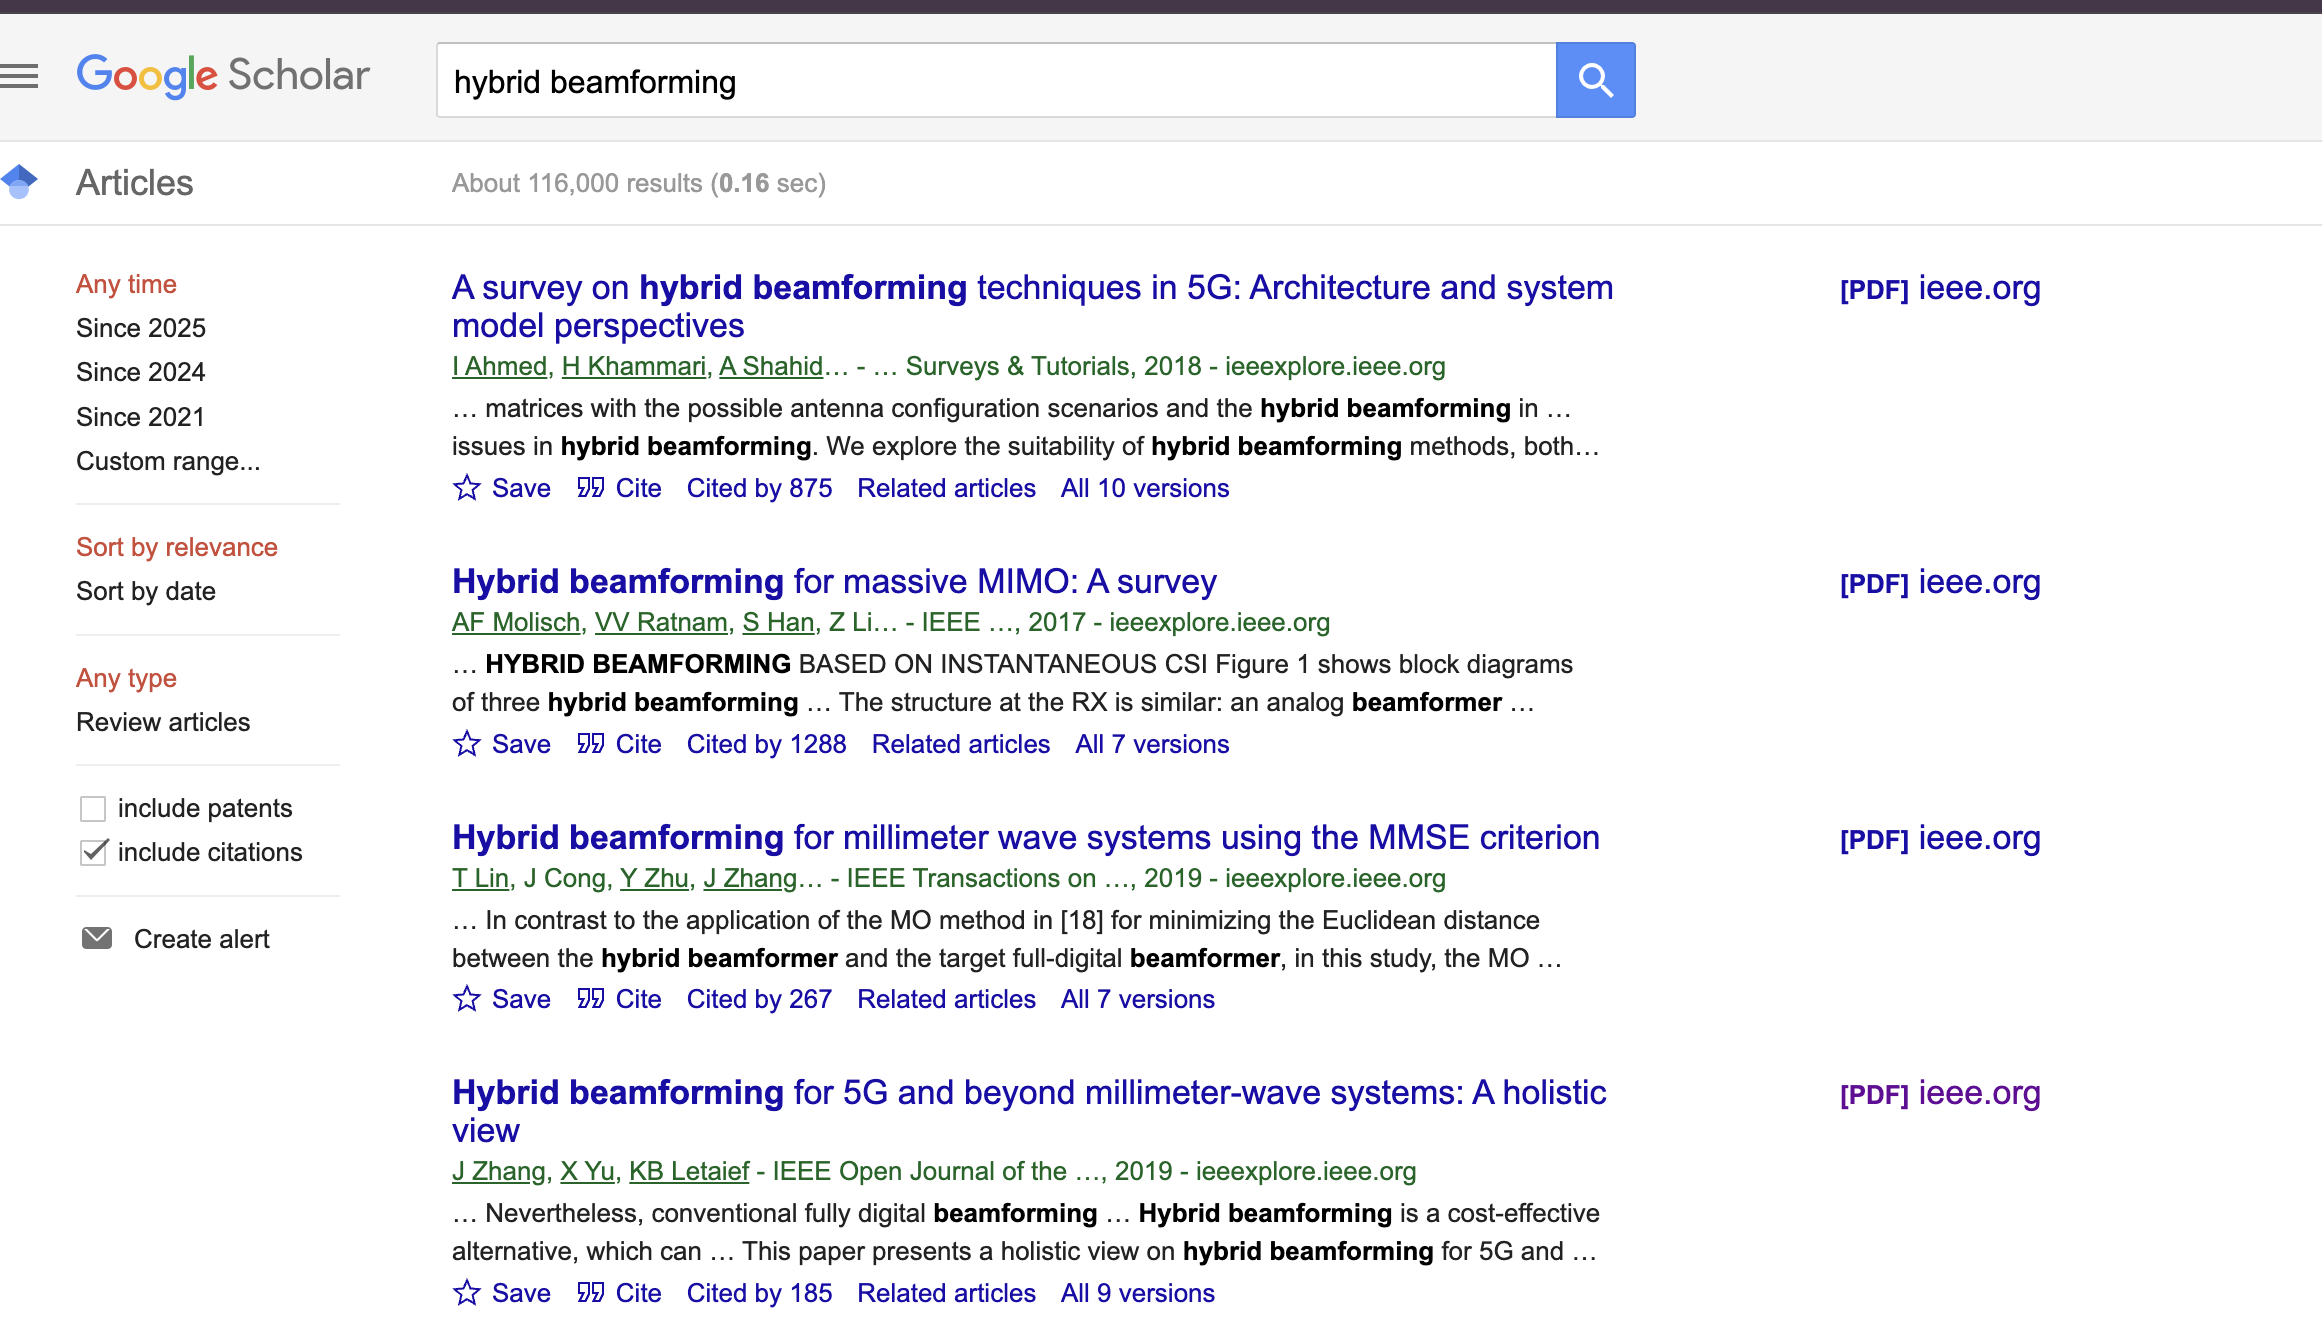 Google Scholar
hybrid beamforming
Articles
About 116,000 results (0.16 sec)
Any time
Since 2025
Since 2024
Since 2021
Custom range...
Sort by relevance
Sort by date
Any type
Review articles
include patents
include citations
Create alert
A survey on hybrid beamforming techniques in 5G: Architecture and system
model perspectives
[PDF] ieee.org
I Ahmed, H Khammari, A Shahid… - … Surveys & Tutorials, 2018 - ieeexplore.ieee.org
… matrices with the possible antenna configuration scenarios and the hybrid beamforming in …
issues in hybrid beamforming. We explore the suitability of hybrid beamforming methods, both…
Save Cite Cited by 875 Related articles All 10 versions
Hybrid beamforming for massive MIMO: A survey
[PDF] ieee.org
AF Molisch, VV Ratnam, S Han, Z Li… - IEEE …, 2017 - ieeexplore.ieee.org
… HYBRID BEAMFORMING BASED ON INSTANTANEOUS CSI Figure 1 shows block diagrams
of three hybrid beamforming … The structure at the RX is similar: an analog beamformer …
Save Cite Cited by 1288 Related articles All 7 versions
Hybrid beamforming for millimeter wave systems using the MMSE criterion
[PDF] ieee.org
T Lin, J Cong, Y Zhu, J Zhang… - IEEE Transactions on …, 2019 - ieeexplore.ieee.org
… In contrast to the application of the MO method in [18] for minimizing the Euclidean distance
between the hybrid beamformer and the target full-digital beamformer, in this study, the MO …
Save Cite Cited by 267 Related articles All 7 versions
Hybrid beamforming for 5G and beyond millimeter-wave systems: A holistic
view
[PDF] ieee.org
J Zhang, X Yu, KB Letaief - IEEE Open Journal of the …, 2019 - ieeexplore.ieee.org
… Nevertheless, conventional fully digital beamforming … Hybrid beamforming is a cost-effective
alternative, which can … This paper presents a holistic view on hybrid beamforming for 5G and …
Save Cite Cited by 185 Related articles All 9 versions